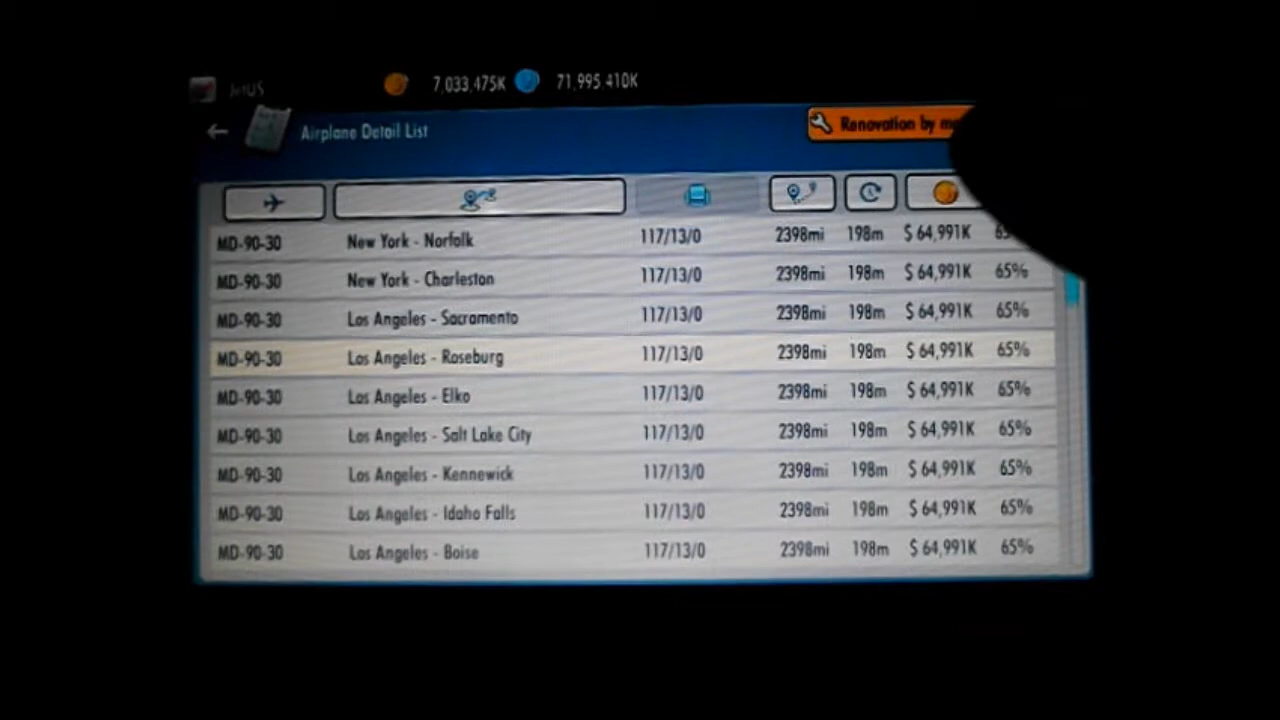 JetUS 7,033,475K 71,995,410K
Airplane Detail List
Renovation by
MD-90-30 New York - Norfolk 117/13/0 2398mi 198m $ 64,991K
MD-90-30 New York - Charleston 117/13/0 2398mi 198m $ 64,991K 65%
MD-90-30 Los Angeles - Sacramento 117/13/0 2398mi 198m $ 64,991K 65%
MD-90-30 Los Angeles - Roseburg 117/13/0 2398mi 198m $ 64,991K 65%
MD-90-30 Los Angeles - Elko 117/13/0 2398mi 198m $ 64,991K 65%
MD-90-30 Los Angeles - Salt Lake City 117/13/0 2398mi 198m $ 64,991K 65%
MD-90-30 Los Angeles - Kennewick 117/13/0 2398mi 198m $ 64,991K 65%
MD-90-30 Los Angeles - Idaho Falls 117/13/0 2398mi 198m $ 64,991K 65%
MD-90-30 Los Angeles - Boise 117/13/0 2398mi 198m $ 64,991K 65%